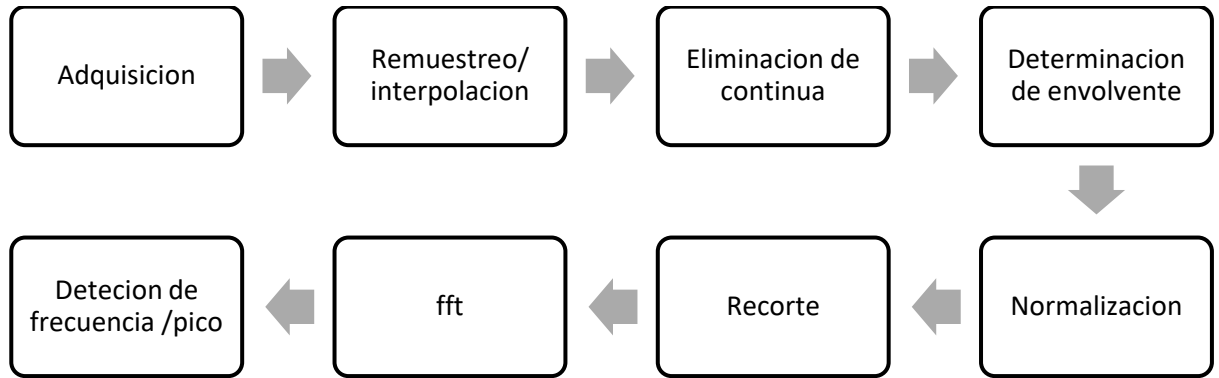 Adquisicion
Remuestreo/
interpolacion
Eliminacion de
continua
Determinacion
de envolvente
Normalizacion
Recorte
fft
Detecion de
frecuencia /pico